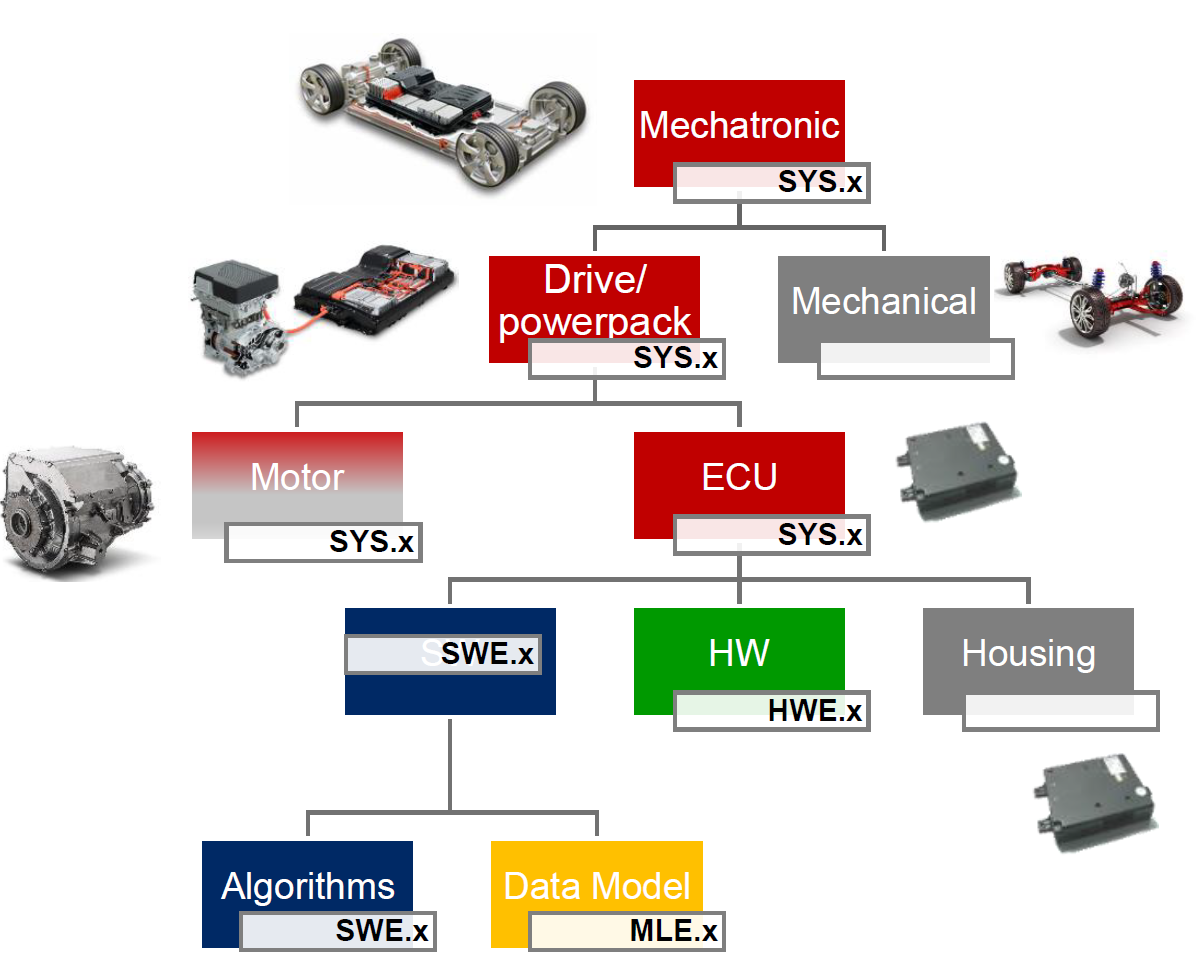 Mechatronic
SYS.x
Drive/
powerpack
SYS.x
Mechanical
Motor
SYS.x
ECU
SYS.x
SWE.x
HW
HWE.x
Housing
Algorithms
SWE.x
Data Model
MLE.x